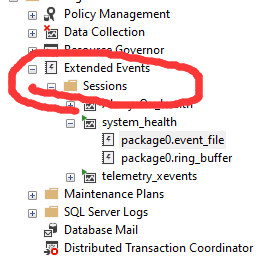 Policy Management
Data Collection
Resource Governor
Extended Events
Sessions
system_health
package0.event_file
package0.ring_buffer
telemetry_xevents
Maintenance Plans
SQL Server Logs
Database Mail
Distributed Transaction Coordinator